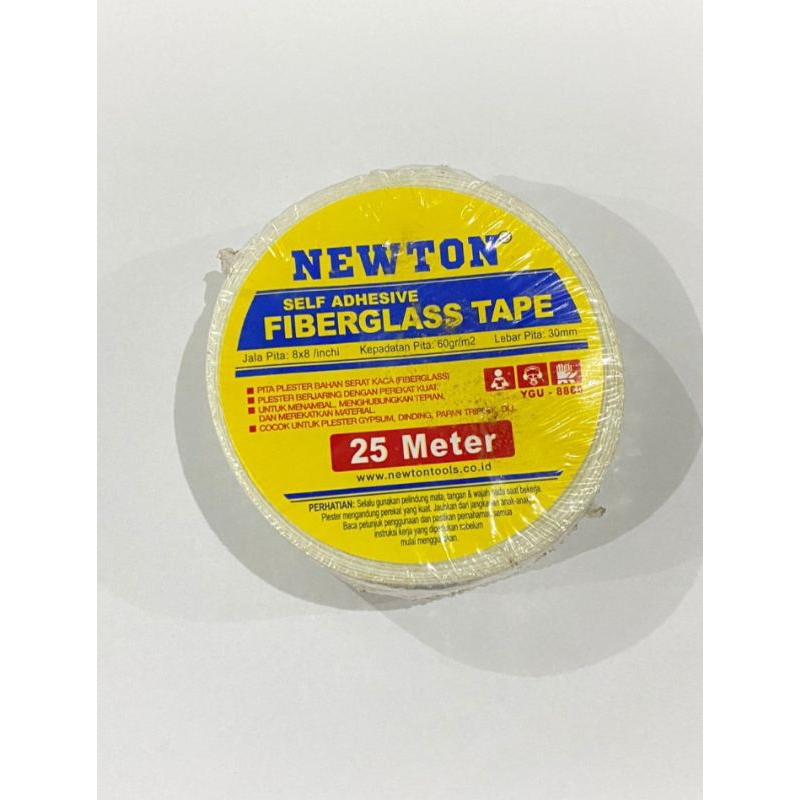 NEWTON®
SELF ADHESIVE
FIBERGLASS TAPE
Jala Pita: 8x8 /inchi Kepadatan Pita: 60gr/m2 Lebar Pita: 30mm
PITA PLESTER BAHAN SERAT KACA (FIBERGLASS)
PLESTER BERJARING DENGAN PEREKAT KUAT.
UNTUK MENAMBAL, MENGHUBUNGKAN TEPIAN,
DAN MEREKATKAN MATERIAL.
COCOK UNTUK PLESTER GYPSUM, DINDING, PAPAN TRIPLEK, DLL.
YGU -
25 Meter
www.newtontools.co.id
PERHATIAN: Selalu gunakan pelindung mata, tangan & wajah pada saat bekerja.
Plester mengandung perekat yang kuat. Jauhkan dari jangkauan anak-anak.
Baca petunjuk penggunaan dan pastikan pemahaman semua
instruksi kerja yang diperlukan sebelum
mulai menggunakan.